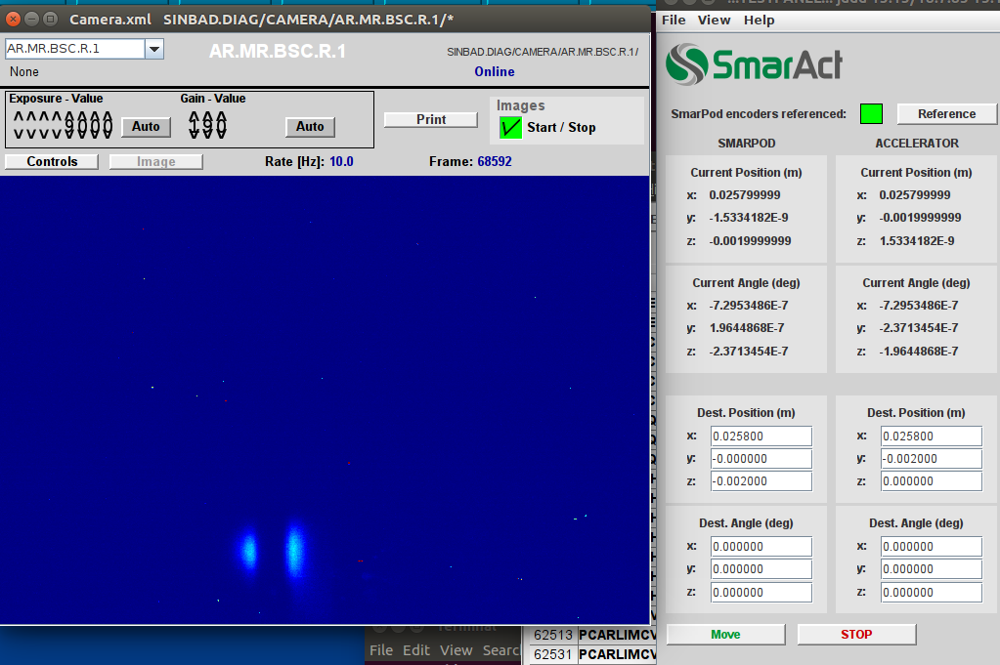 Camera.xml SINBAD.DIAG/CAMERA/AR.MR.BSC.R.1/*
AR.MR.BSC.R.1
AR.MR.BSC.R.1
SINBAD.DIAG/CAMERA/AR.MR.BSC.R.1/
None
Online
Exposure - Value
Gain - Value
9000
Auto
190
Auto
Print
Images
Start / Stop
Controls
Image
Rate [Hz]: 10.0
Frame: 68592
File View Help
SmarAct
SmarPod encoders referenced:
Reference
SMARPOD
ACCELERATOR
Current Position (m)
x: 0.025799999
y: -1.5334182E-9
z: -0.0019999999
Current Position (m)
x: 0.025799999
y: -0.0019999999
z: 1.5334182E-9
Current Angle (deg)
x: -7.2953486E-7
y: 1.9644868E-7
z: -2.3713454E-7
Current Angle (deg)
x: -7.2953486E-7
y: -2.3713454E-7
z: -1.9644868E-7
Dest. Position (m)
x: 0.025800
y: -0.000000
z: -0.002000
Dest. Position (m)
x: 0.025800
y: -0.002000
z: 0.000000
Dest. Angle (deg)
x: 0.000000
y: 0.000000
z: 0.000000
Dest. Angle (deg)
x: 0.000000
y: 0.000000
z: 0.000000
Move
STOP
File Edit View Searc
62513 PCARLIMCV
62531 PCARLIMCV